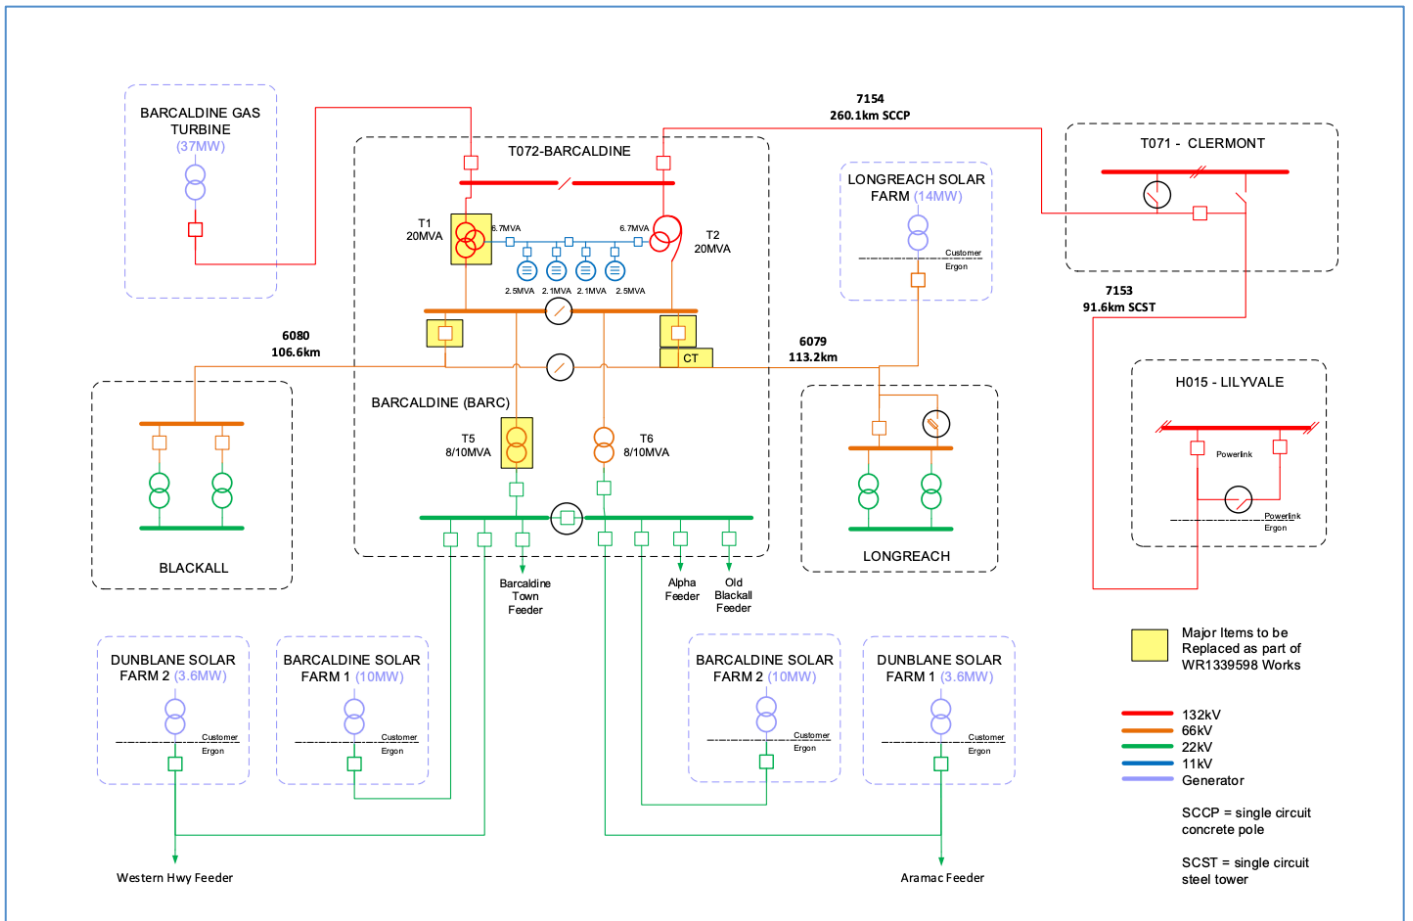 BARCALDINE GAS
TURBINE
(37MW)
7154
260.1km SCCP
T072-BARCALDINE
T1
20MVA
6.7MVA
6.7MVA
T2
20MVA
2.5MVA
2.1MVA
2.1MVA
2.5MVA
LONGREACH SOLAR
FARM (14MW)
Customer
Ergon
T071 - CLERMONT
7153
91.6km SCST
6080
106.6km
6079
113.2km
CT
BARCALDINE (BARC)
T5
8/10MVA
T6
8/10MVA
H015 - LILYVALE
Powerlink
Powerlink
Ergon
BLACKALL
LONGREACH
Barcaldine
Town
Feeder
Alpha
Feeder
Old
Blackall
Feeder
DUNBLANE SOLAR
FARM 2 (3.6MW)
Customer
Ergon
BARCALDINE SOLAR
FARM 1 (10MW)
Customer
Ergon
BARCALDINE SOLAR
FARM 2 (10MW)
Customer
Ergon
DUNBLANE SOLAR
FARM 1 (3.6MW)
Customer
Ergon
Western Hwy Feeder
Aramac Feeder
Major Items to be
Replaced as part of
WR1339598 Works
132kV
66kV
22kV
11kV
Generator
SCCP = single circuit
concrete pole
SCST = single circuit
steel tower